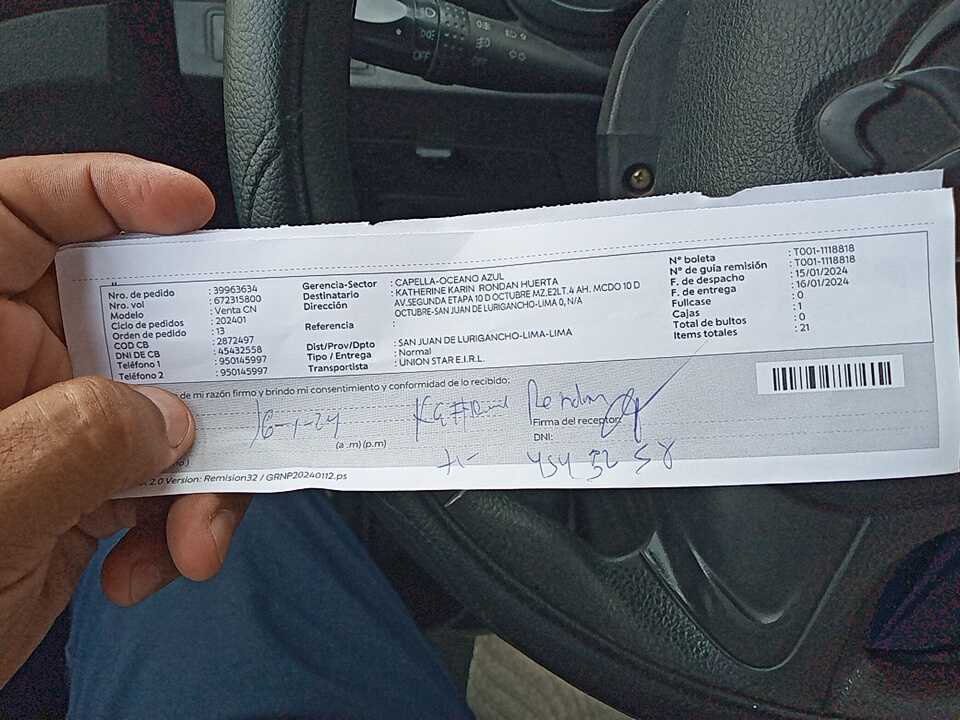 Nro. de pedido : 39963634
Nro. vol : 672315800
Modelo : Venta CN
Ciclo de pedidos : 202401
Orden de pedido : 13
COD CB : 2872497
DNI DE CB : 45432558
Teléfono 1 : 950145997
Teléfono 2 : 950145997
Gerencia-Sector : CAPELLA-OCEANO AZUL
Destinatario : KATHERINE KARIN RONDAN HUERTA
Dirección AV.SEGUNDA ETAPA 10 D OCTUBRE MZ.E2LT.4 AH. MCDO 10 D
OCTUBRE-SAN JUAN DE LURIGANCHO-LIMA 0, N/A
Referencia :
Dist/Prov/Dpto : SAN JUAN DE LURIGANCHO-LIMA-LIMA
Tipo / Entrega : Normal
Transportista : UNION STAR E.I.R.L.
N° boleta : T001-1118818
N° de guía remisión : T001-1118818
F. de despacho : 15/01/2024
F. de entrega : 16/01/2024
Fullcase : 0
Cajas : 1
Total de bultos : 0
Items totales : 21
de mi razón firmo y brindo mi consentimiento y conformidad de lo recibido;
16-1-24
(a .m) (p.m)
Firma del receptor:
DNI:
2.0 Version: Remision32 / GRNP20240112.ps
OFF